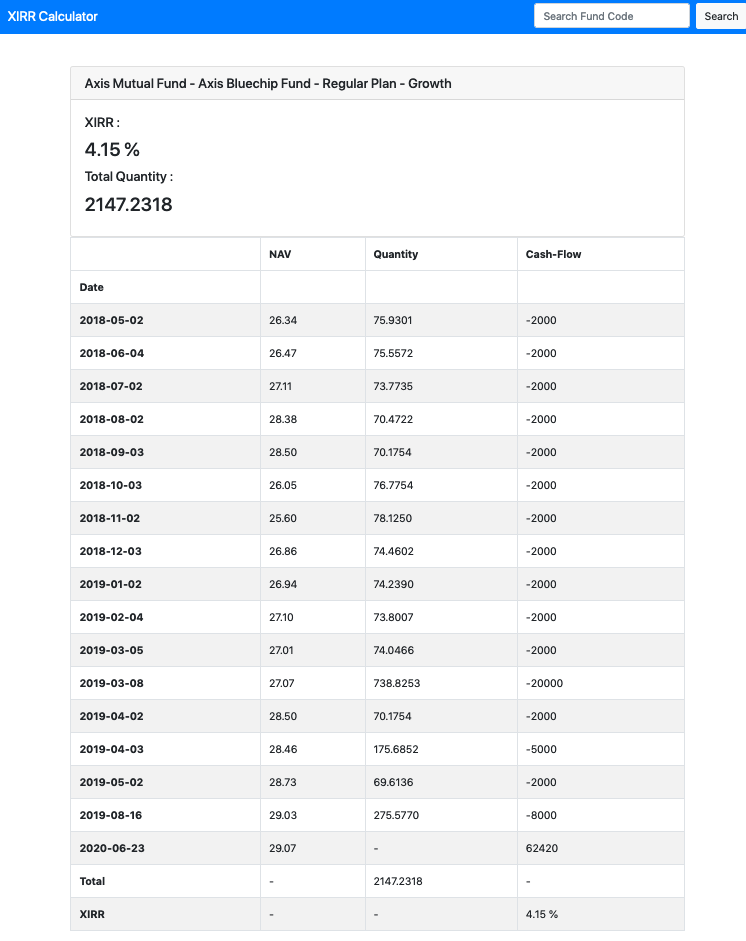 XIRR Calculator Search Fund Code Search
Axis Mutual Fund - Axis Bluechip Fund - Regular Plan - Growth
XIRR :
4.15 %
Total Quantity :
2147.2318
NAV Quantity Cash-Flow
Date
2018-05-02 26.34 75.9301 -2000
2018-06-04 26.47 75.5572 -2000
2018-07-02 27.11 73.7735 -2000
2018-08-02 28.38 70.4722 -2000
2018-09-03 28.50 70.1754 -2000
2018-10-03 26.05 76.7754 -2000
2018-11-02 25.60 78.1250 -2000
2018-12-03 26.86 74.4602 -2000
2019-01-02 26.94 74.2390 -2000
2019-02-04 27.10 73.8007 -2000
2019-03-05 27.01 74.0466 -2000
2019-03-08 27.07 738.8253 -20000
2019-04-02 28.50 70.1754 -2000
2019-04-03 28.46 175.6852 -5000
2019-05-02 28.73 69.6136 -2000
2019-08-16 29.03 275.5770 -8000
2020-06-23 29.07 - 62420
Total - 2147.2318 -
XIRR - - 4.15 %